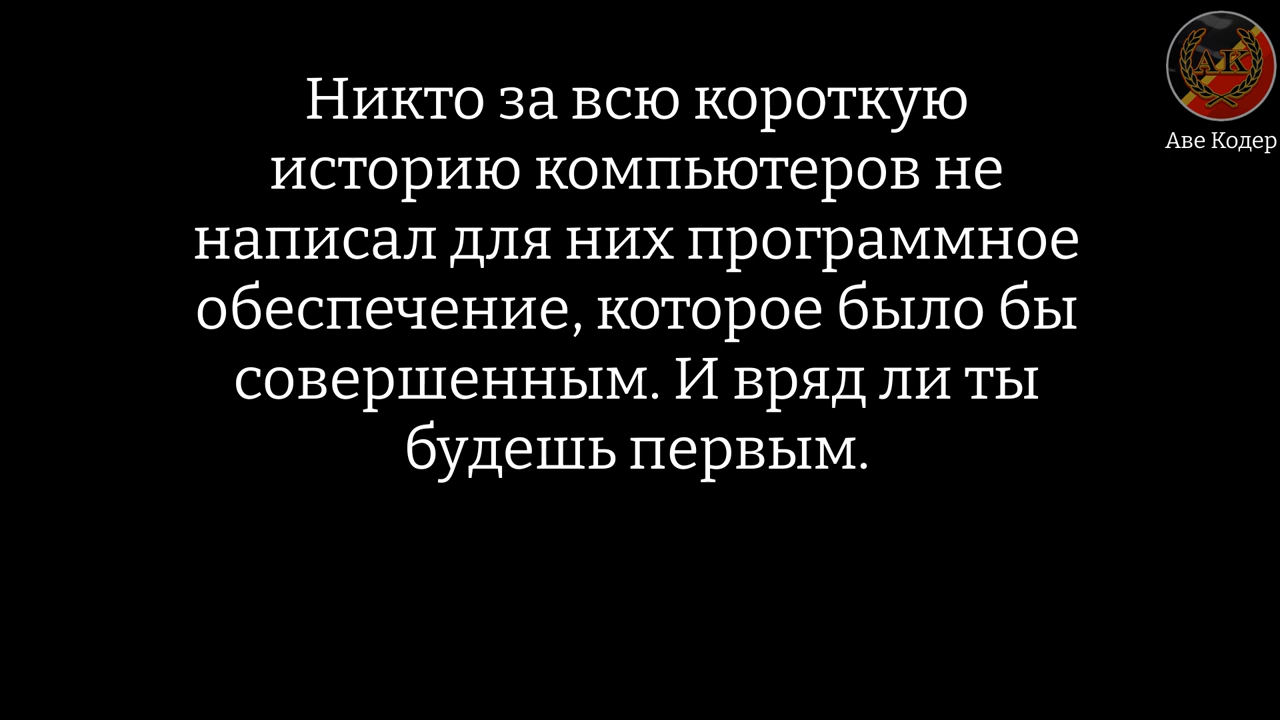 Никто за всю короткую
историю компьютеров не
написал для них программное
обеспечение, которое было бы
совершенным. И вряд ли ты
будешь первым.
АК
Аве Кодер